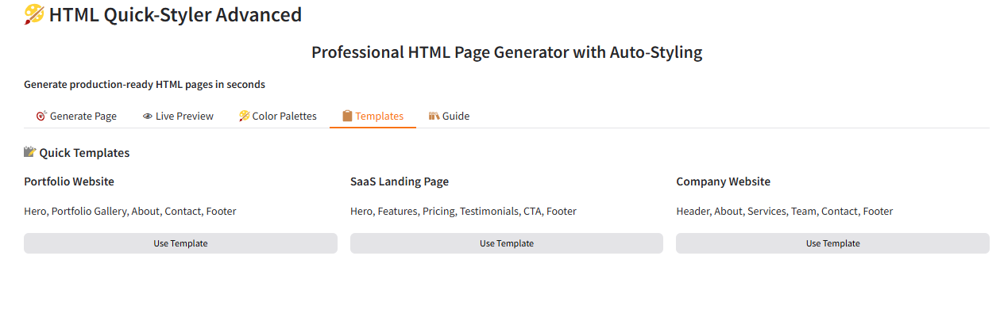 HTML Quick-Styler Advanced
Professional HTML Page Generator with Auto-Styling
Generate production-ready HTML pages in seconds
Generate Page Live Preview Color Palettes Templates Guide
Quick Templates
Portfolio Website SaaS Landing Page Company Website
Hero, Portfolio Gallery, About, Contact, Footer Hero, Features, Pricing, Testimonials, CTA, Footer Header, About, Services, Team, Contact, Footer
Use Template Use Template Use Template